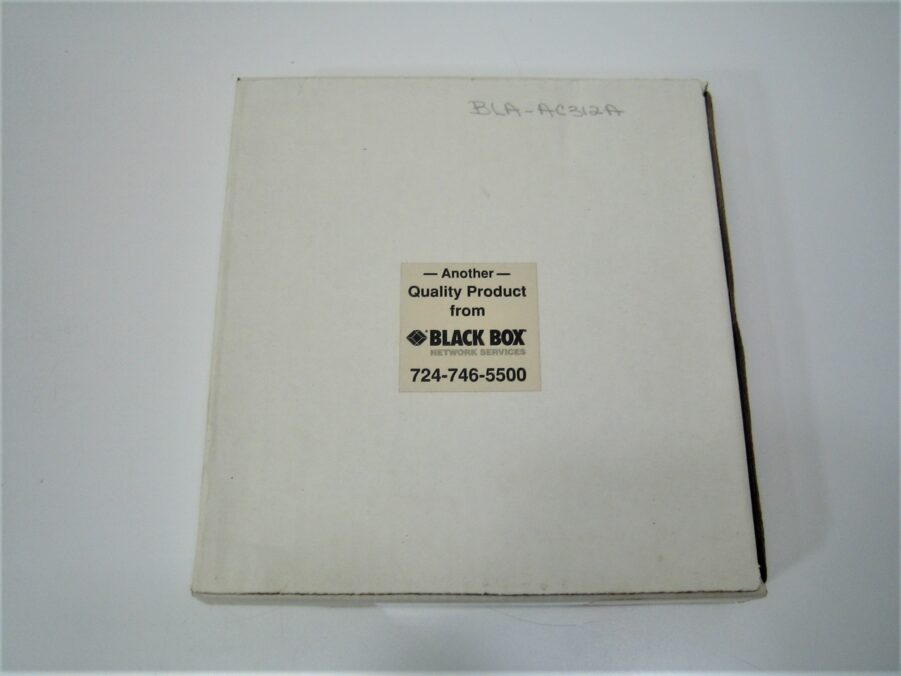 BLA-AC312A
— Another —
Quality Product
from
BLACK BOX
NETWORK SERVICES
724-746-5500